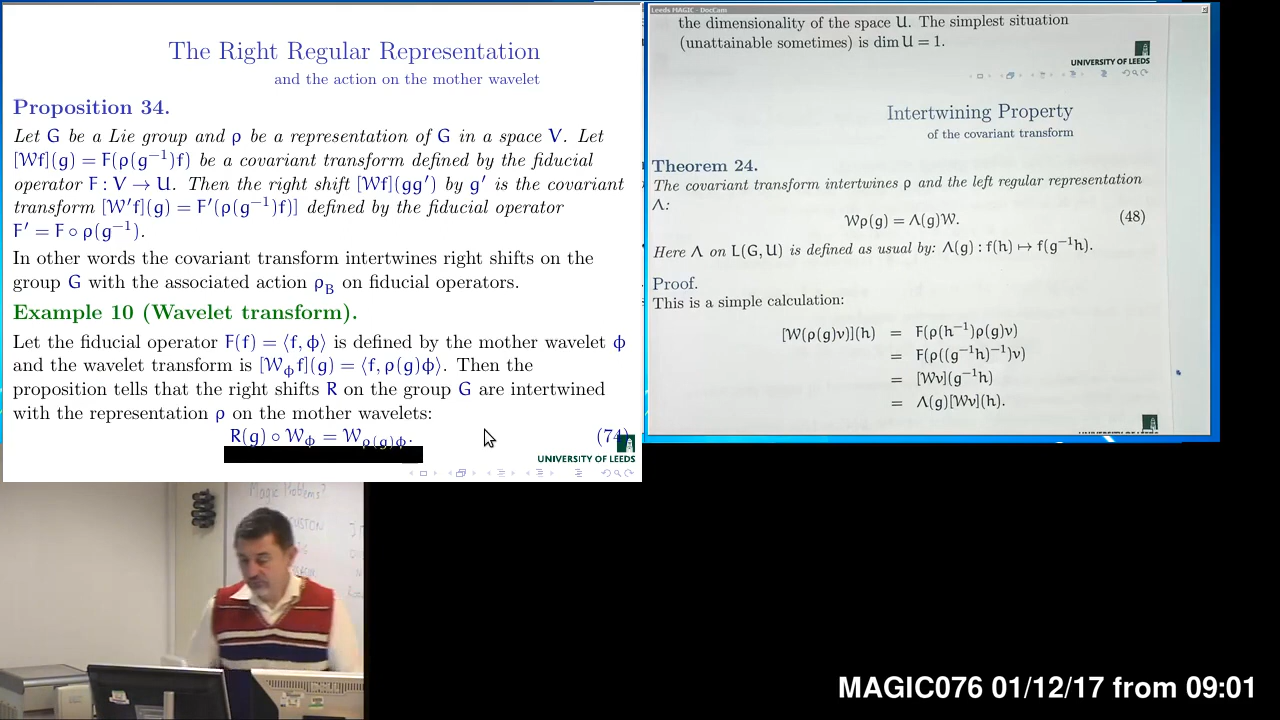 The Right Regular Representation
and the action on the mother wavelet
Proposition 34.
Let G be a Lie group and ρ be a representation of G in a space V. Let
[𝒲f](g) = F(ρ(g⁻¹)f) be a covariant transform defined by the fiducial
operator F : V → U. Then the right shift [𝒲f](gg′) by g′ is the covariant
transform [𝒲′f](g) = F′(ρ(g⁻¹)f)] defined by the fiducial operator
F′ = F ∘ ρ(g⁻¹).
In other words the covariant transform intertwines right shifts on the
group G with the associated action ρ_B on fiducial operators.
Example 10 (Wavelet transform).
Let the fiducial operator F(f) = ⟨f, ϕ⟩ is defined by the mother wavelet ϕ
and the wavelet transform is [𝒲_ϕf](g) = ⟨f, ρ(g)ϕ⟩. Then the
proposition tells that the right shifts R on the group G are intertwined
with the representation ρ on the mother wavelets:
R(g) ∘ 𝒲_ϕ = 𝒲_ρ(g)ϕ. (74)
UNIVERSITY OF LEEDS
Leeds MAGIC - DocCam
the dimensionality of the space U. The simplest situation
(unattainable sometimes) is dim U = 1.
UNIVERSITY OF LEEDS
Intertwining Property
of the covariant transform
Theorem 24.
The covariant transform intertwines ρ and the left regular representation
Λ:
𝒲ρ(g) = Λ(g)𝒲. (48)
Here Λ on L(G, U) is defined as usual by: Λ(g) : f(h) ↦ f(g⁻¹h).
Proof.
This is a simple calculation:
[𝒲(ρ(g)v)](h) = F(ρ(h⁻¹)ρ(g)v)
= F(ρ((g⁻¹h)⁻¹)v)
= [𝒲v](g⁻¹h)
= Λ(g)[𝒲v](h).
Magic Problems?
MAGIC076 01/12/17 from 09:01